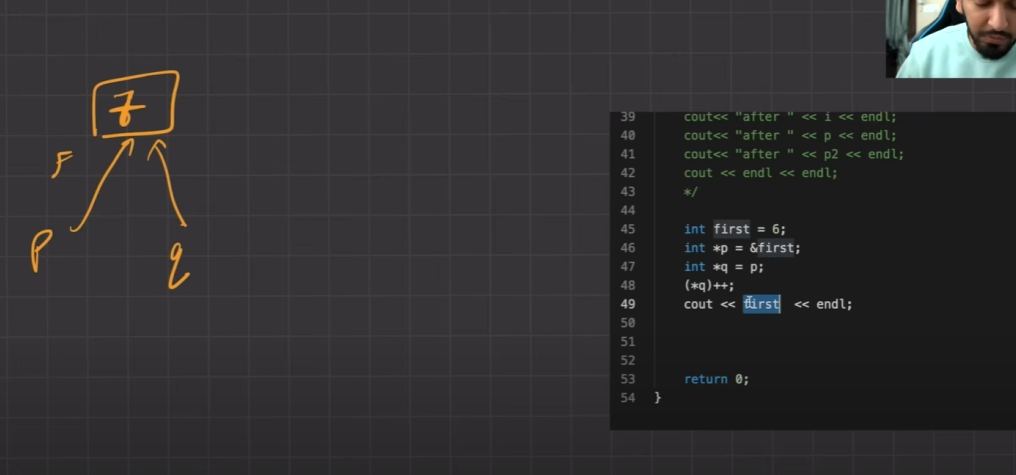 7
F
P
q
39 cout<< "after " << i << endl;
40 cout<< "after " << p << endl;
41 cout<< "after " << p2 << endl;
42 cout << endl << endl;
43 */
44
45 int first = 6;
46 int *p = &first;
47 int *q = p;
48 (*q)++;
49 cout << first  << endl;
50
51
52
53 return 0;
54 }